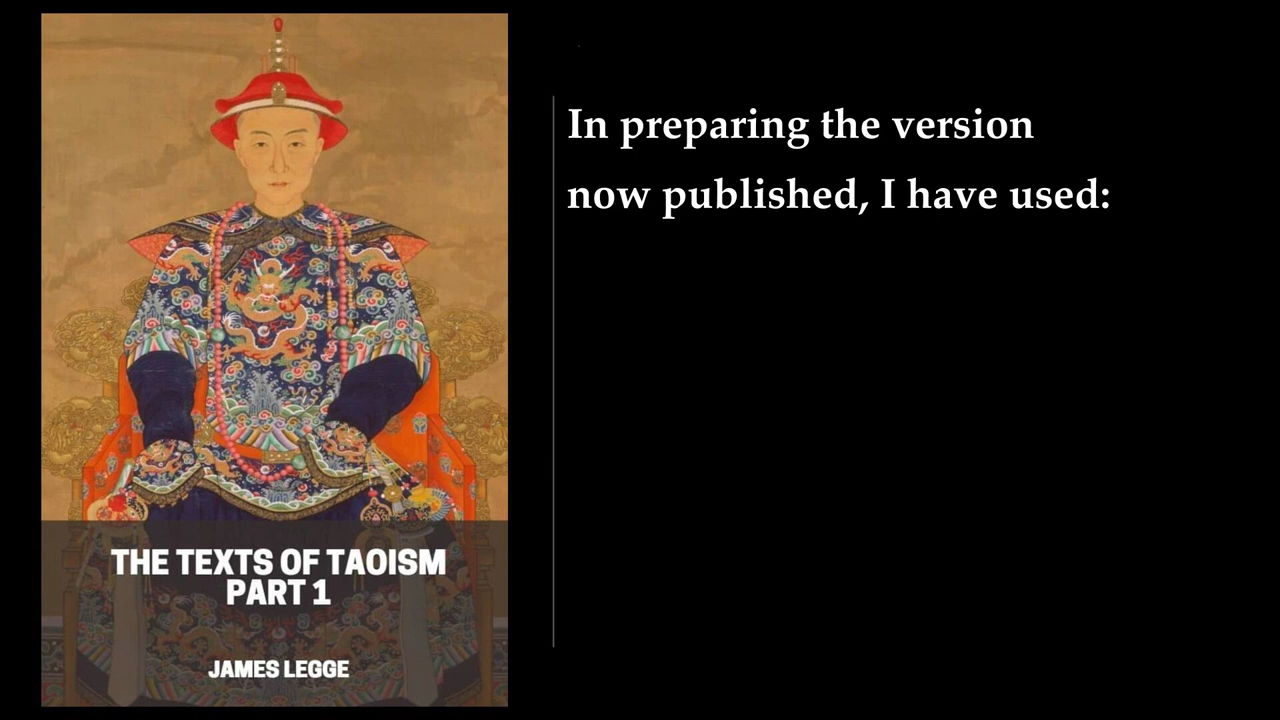 THE TEXTS OF TAOISM
PART 1
JAMES LEGGE
In preparing the version
now published, I have used: